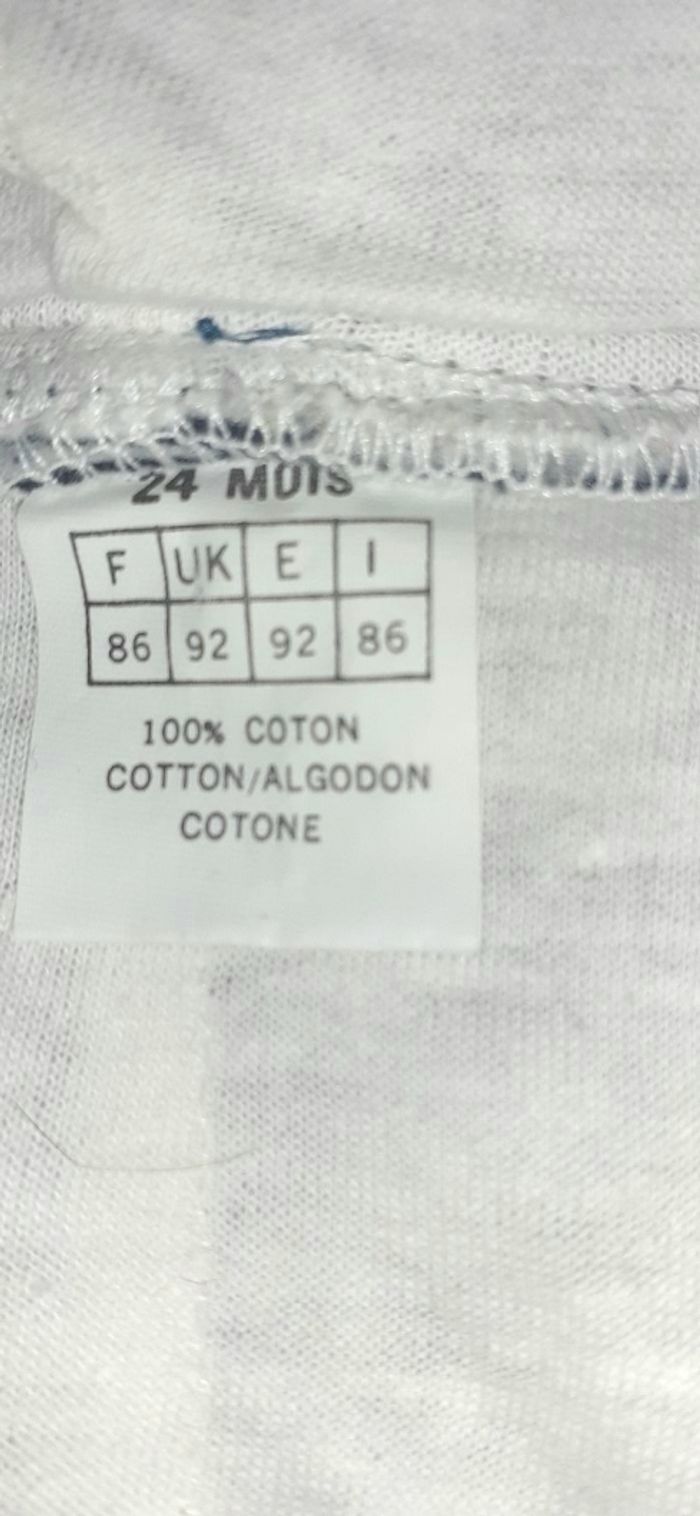 24 MOIS
F UK E I
86 92 92 86
100% COTON
COTTON/ALGODON
COTONE